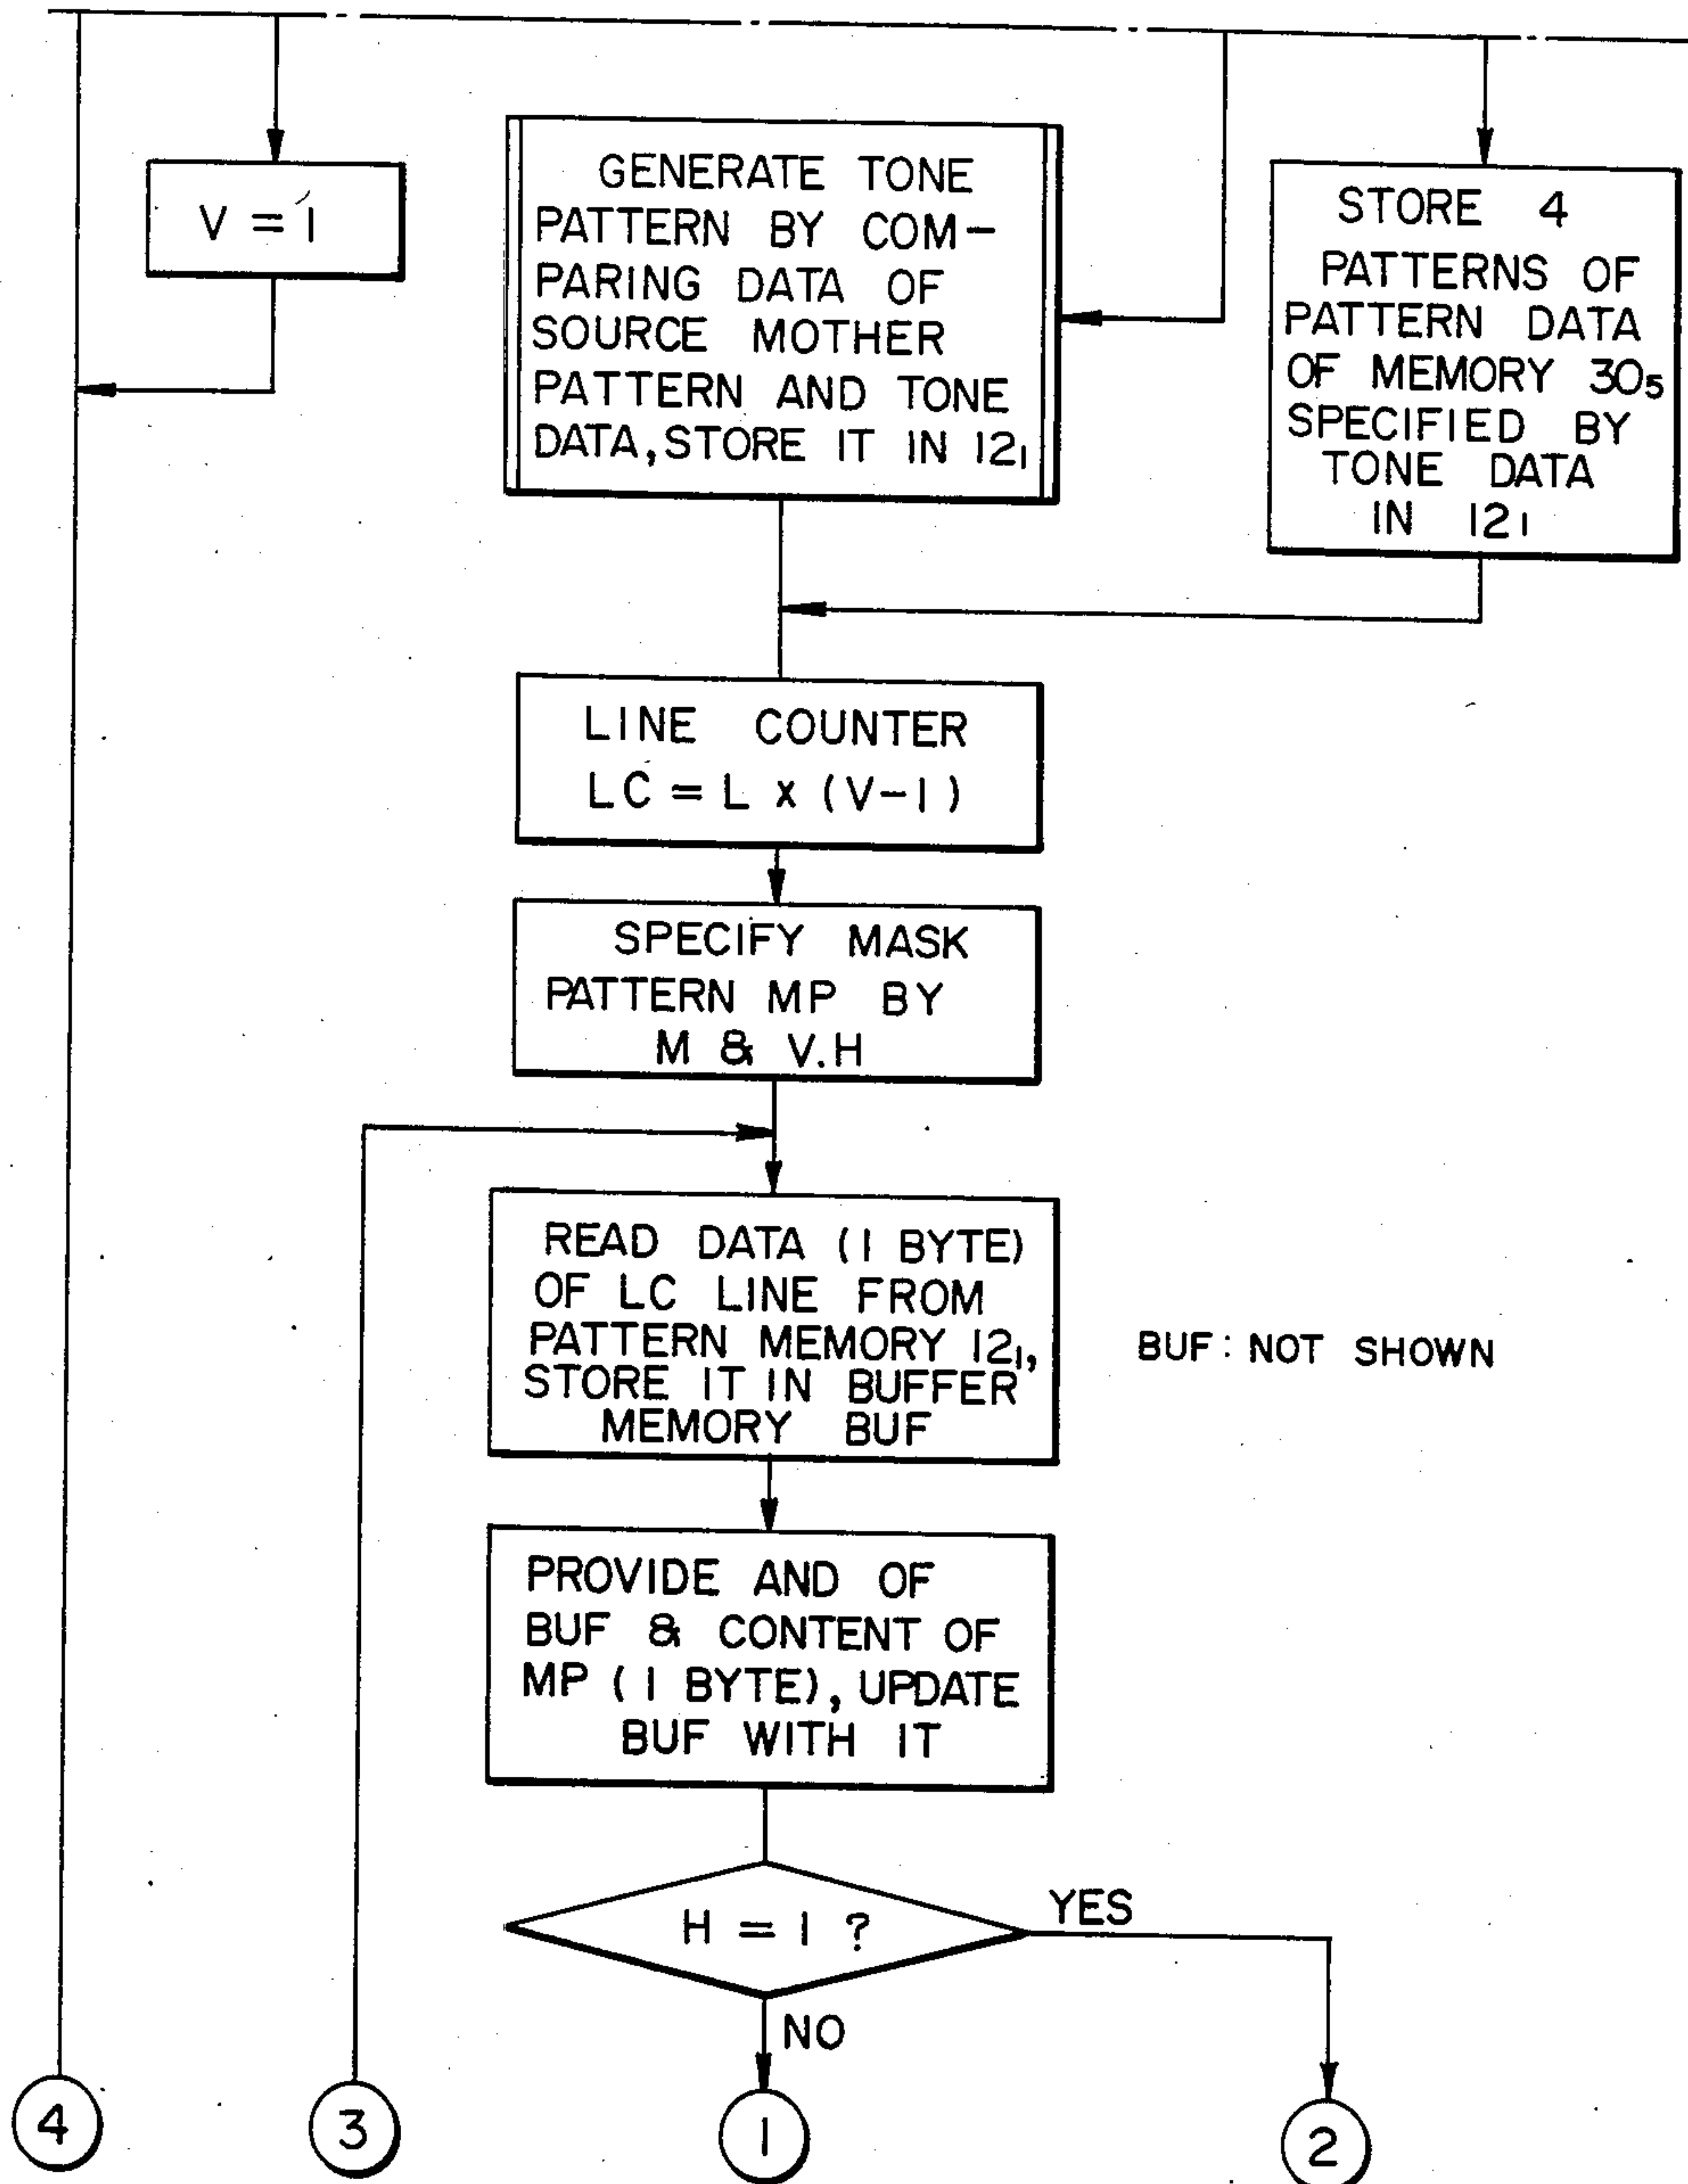 V = 1
GENERATE TONE
PATTERN BY COM-
PARING DATA OF
SOURCE MOTHER
PATTERN AND TONE
DATA, STORE IT IN 12₁
STORE 4
PATTERNS OF
PATTERN DATA
OF MEMORY 30₅
SPECIFIED BY
TONE DATA
IN 12₁
LINE COUNTER
LC = L x (V-1)
SPECIFY MASK
PATTERN MP BY
M & V.H
READ DATA (1 BYTE)
OF LC LINE FROM
PATTERN MEMORY 12₁,
STORE IT IN BUFFER
MEMORY BUF
BUF: NOT SHOWN
PROVIDE AND OF
BUF & CONTENT OF
MP (1 BYTE), UPDATE
BUF WITH IT
H = 1 ?
YES
NO
4
3
1
2